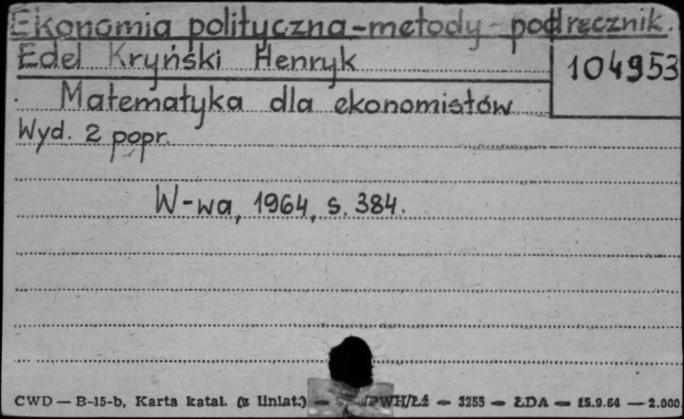 Ekonomia polityczna-metody-podręcznik.
Edel Kryński Henryk
104953
Matematyka dla ekonomistów
Wyd. 2 popr.
W-wa, 1964, s. 384.
CWD — B-15-b, Karta katal. (z liniat.) — PWH/Łź — 3255 — ŁDA — 15.9.64 — 2.000